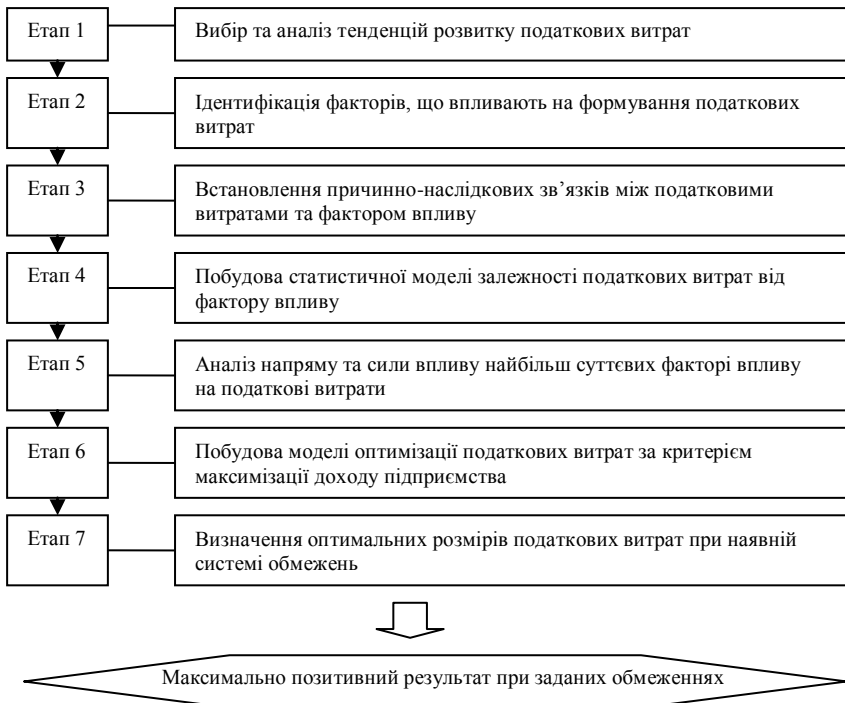 Етап 1
Вибір та аналіз тенденцій розвитку податкових витрат
Етап 2
Ідентифікація факторів, що впливають на формування податкових
витрат
Етап 3
Встановлення причинно-наслідкових зв’язків між податковими
витратами та фактором впливу
Етап 4
Побудова статистичної моделі залежності податкових витрат від
фактору впливу
Етап 5
Аналіз напряму та сили впливу найбільш суттєвих факторі впливу
на податкові витрати
Етап 6
Побудова моделі оптимізації податкових витрат за критерієм
максимізації доходу підприємства
Етап 7
Визначення оптимальних розмірів податкових витрат при наявній
системі обмежень
Максимально позитивний результат при заданих обмеженнях